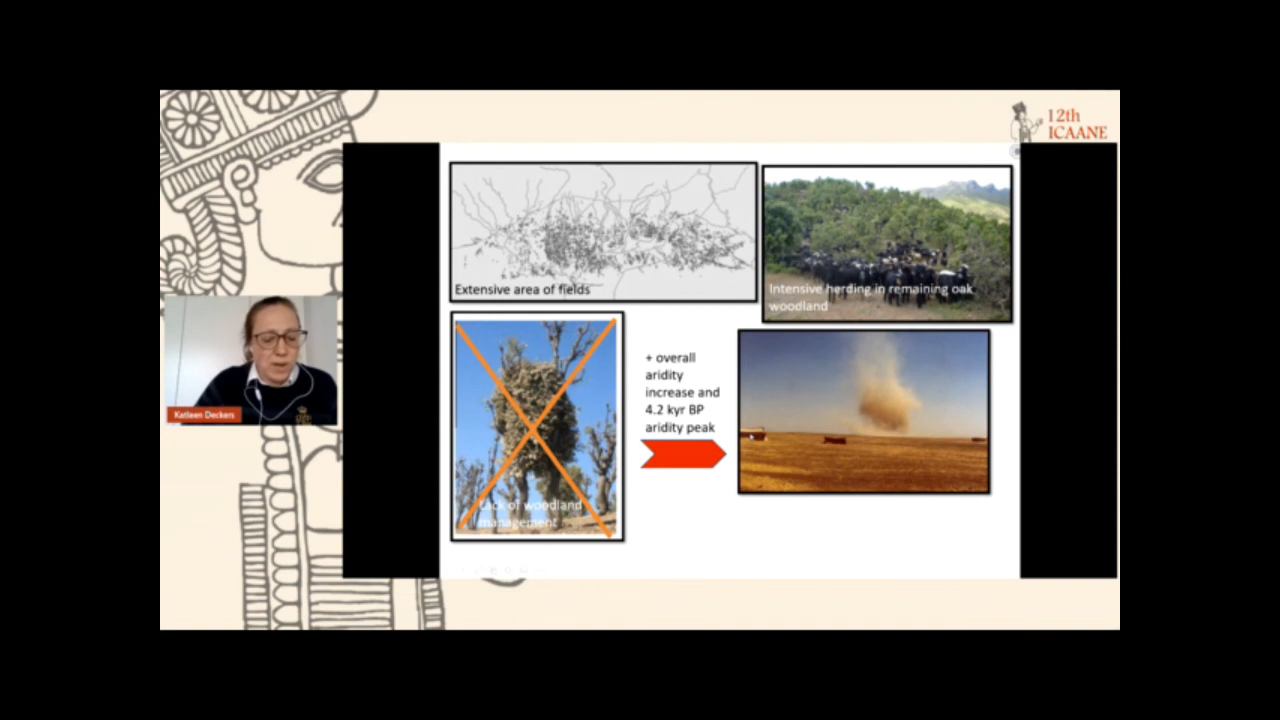 12th
ICAANE
Extensive area of fields
Intensive herding in remaining oak
woodland
Katleen Deckers
+ overall
aridity
increase and
4.2 kyr BP
aridity peak
Lack of woodland
management